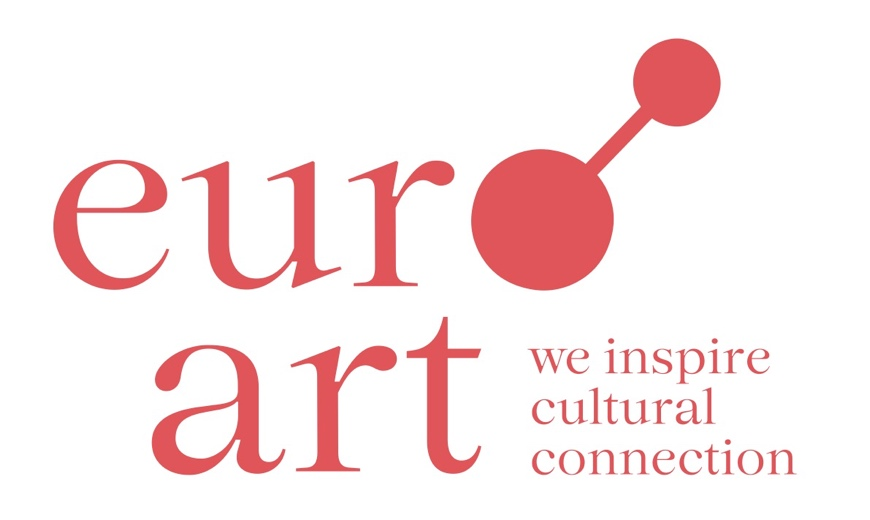 euro
art
we inspire
cultural
connection